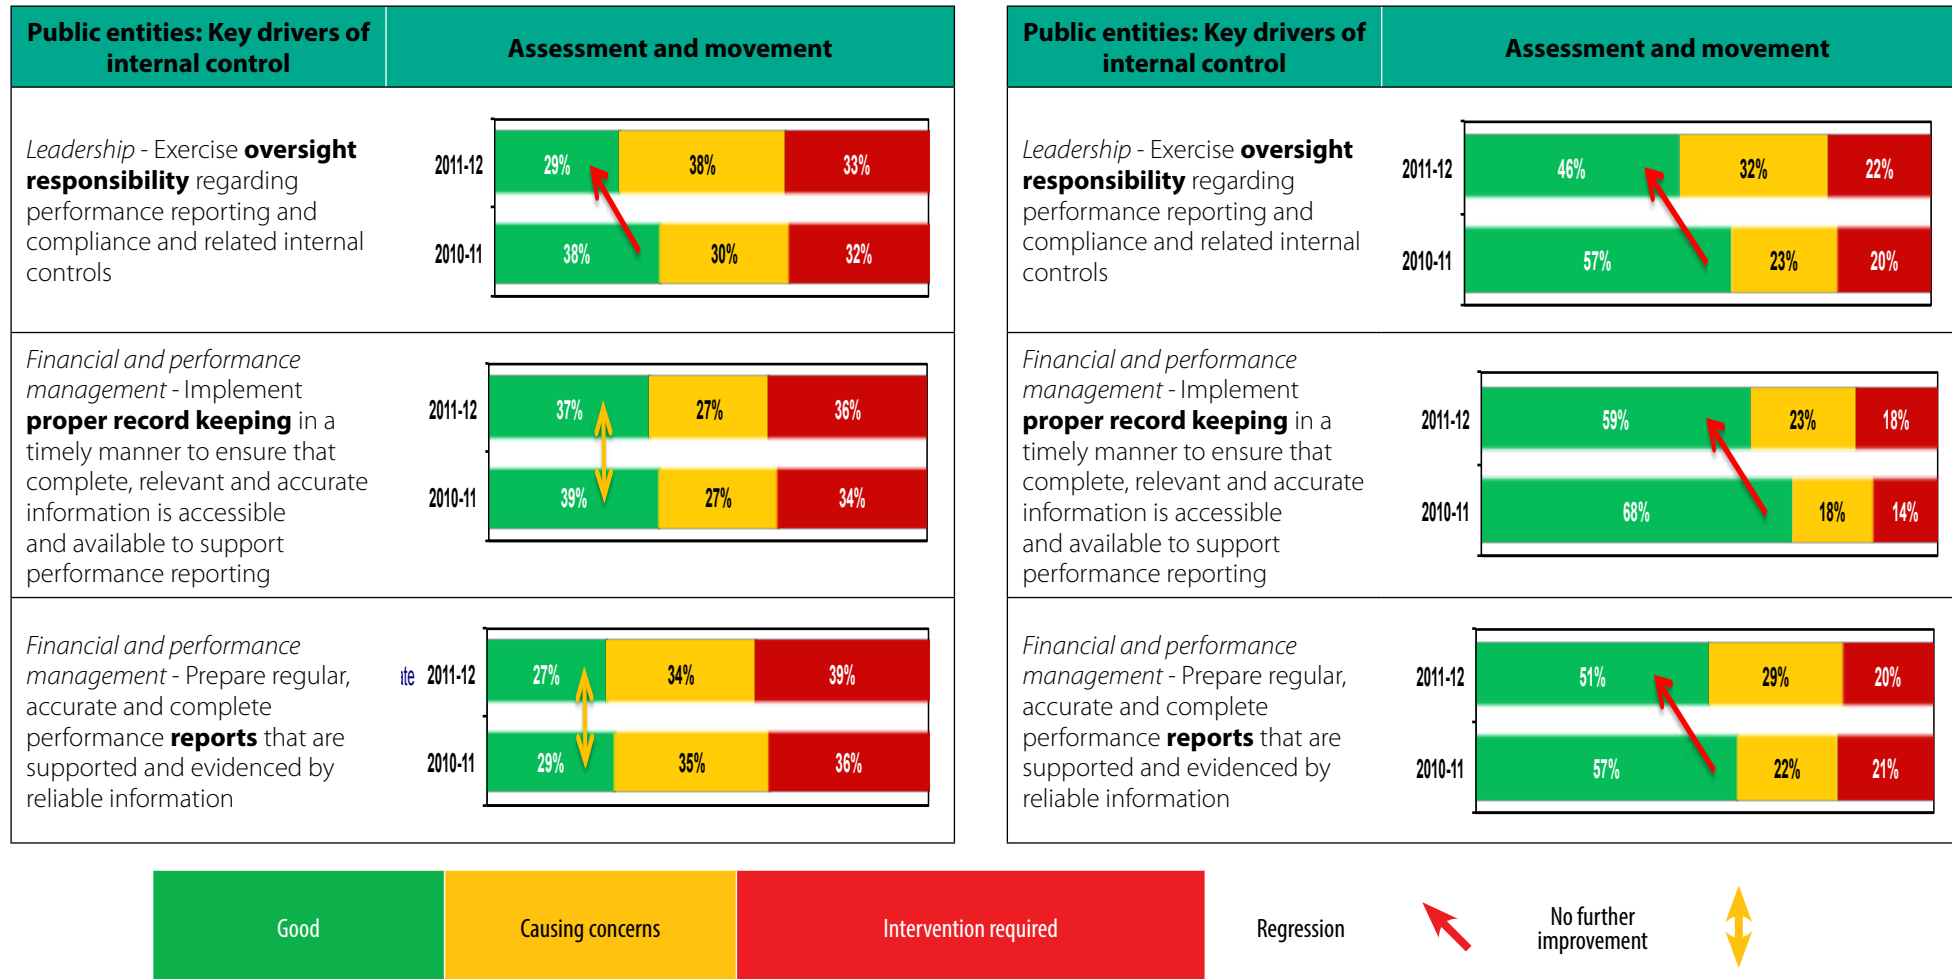 Public entities: Key drivers of
internal control
Assessment and movement
Leadership - Exercise oversight
responsibility regarding
performance reporting and
compliance and related internal
controls
2011-12 29% 38% 33%
2010-11 38% 30% 32%
Financial and performance
management - Implement
proper record keeping in a
timely manner to ensure that
complete, relevant and accurate
information is accessible
and available to support
performance reporting
2011-12 37% 27% 36%
2010-11 39% 27% 34%
Financial and performance
management - Prepare regular,
accurate and complete
performance reports that are
supported and evidenced by
reliable information
2011-12 27% 34% 39%
2010-11 29% 35% 36%
Public entities: Key drivers of
internal control
Assessment and movement
Leadership - Exercise oversight
responsibility regarding
performance reporting and
compliance and related internal
controls
2011-12 46% 32% 22%
2010-11 57% 23% 20%
Financial and performance
management - Implement
proper record keeping in a
timely manner to ensure that
complete, relevant and accurate
information is accessible
and available to support
performance reporting
2011-12 59% 23% 18%
2010-11 68% 18% 14%
Financial and performance
management - Prepare regular,
accurate and complete
performance reports that are
supported and evidenced by
reliable information
2011-12 51% 29% 20%
2010-11 57% 22% 21%
Good
Causing concerns
Intervention required
Regression
No further
improvement